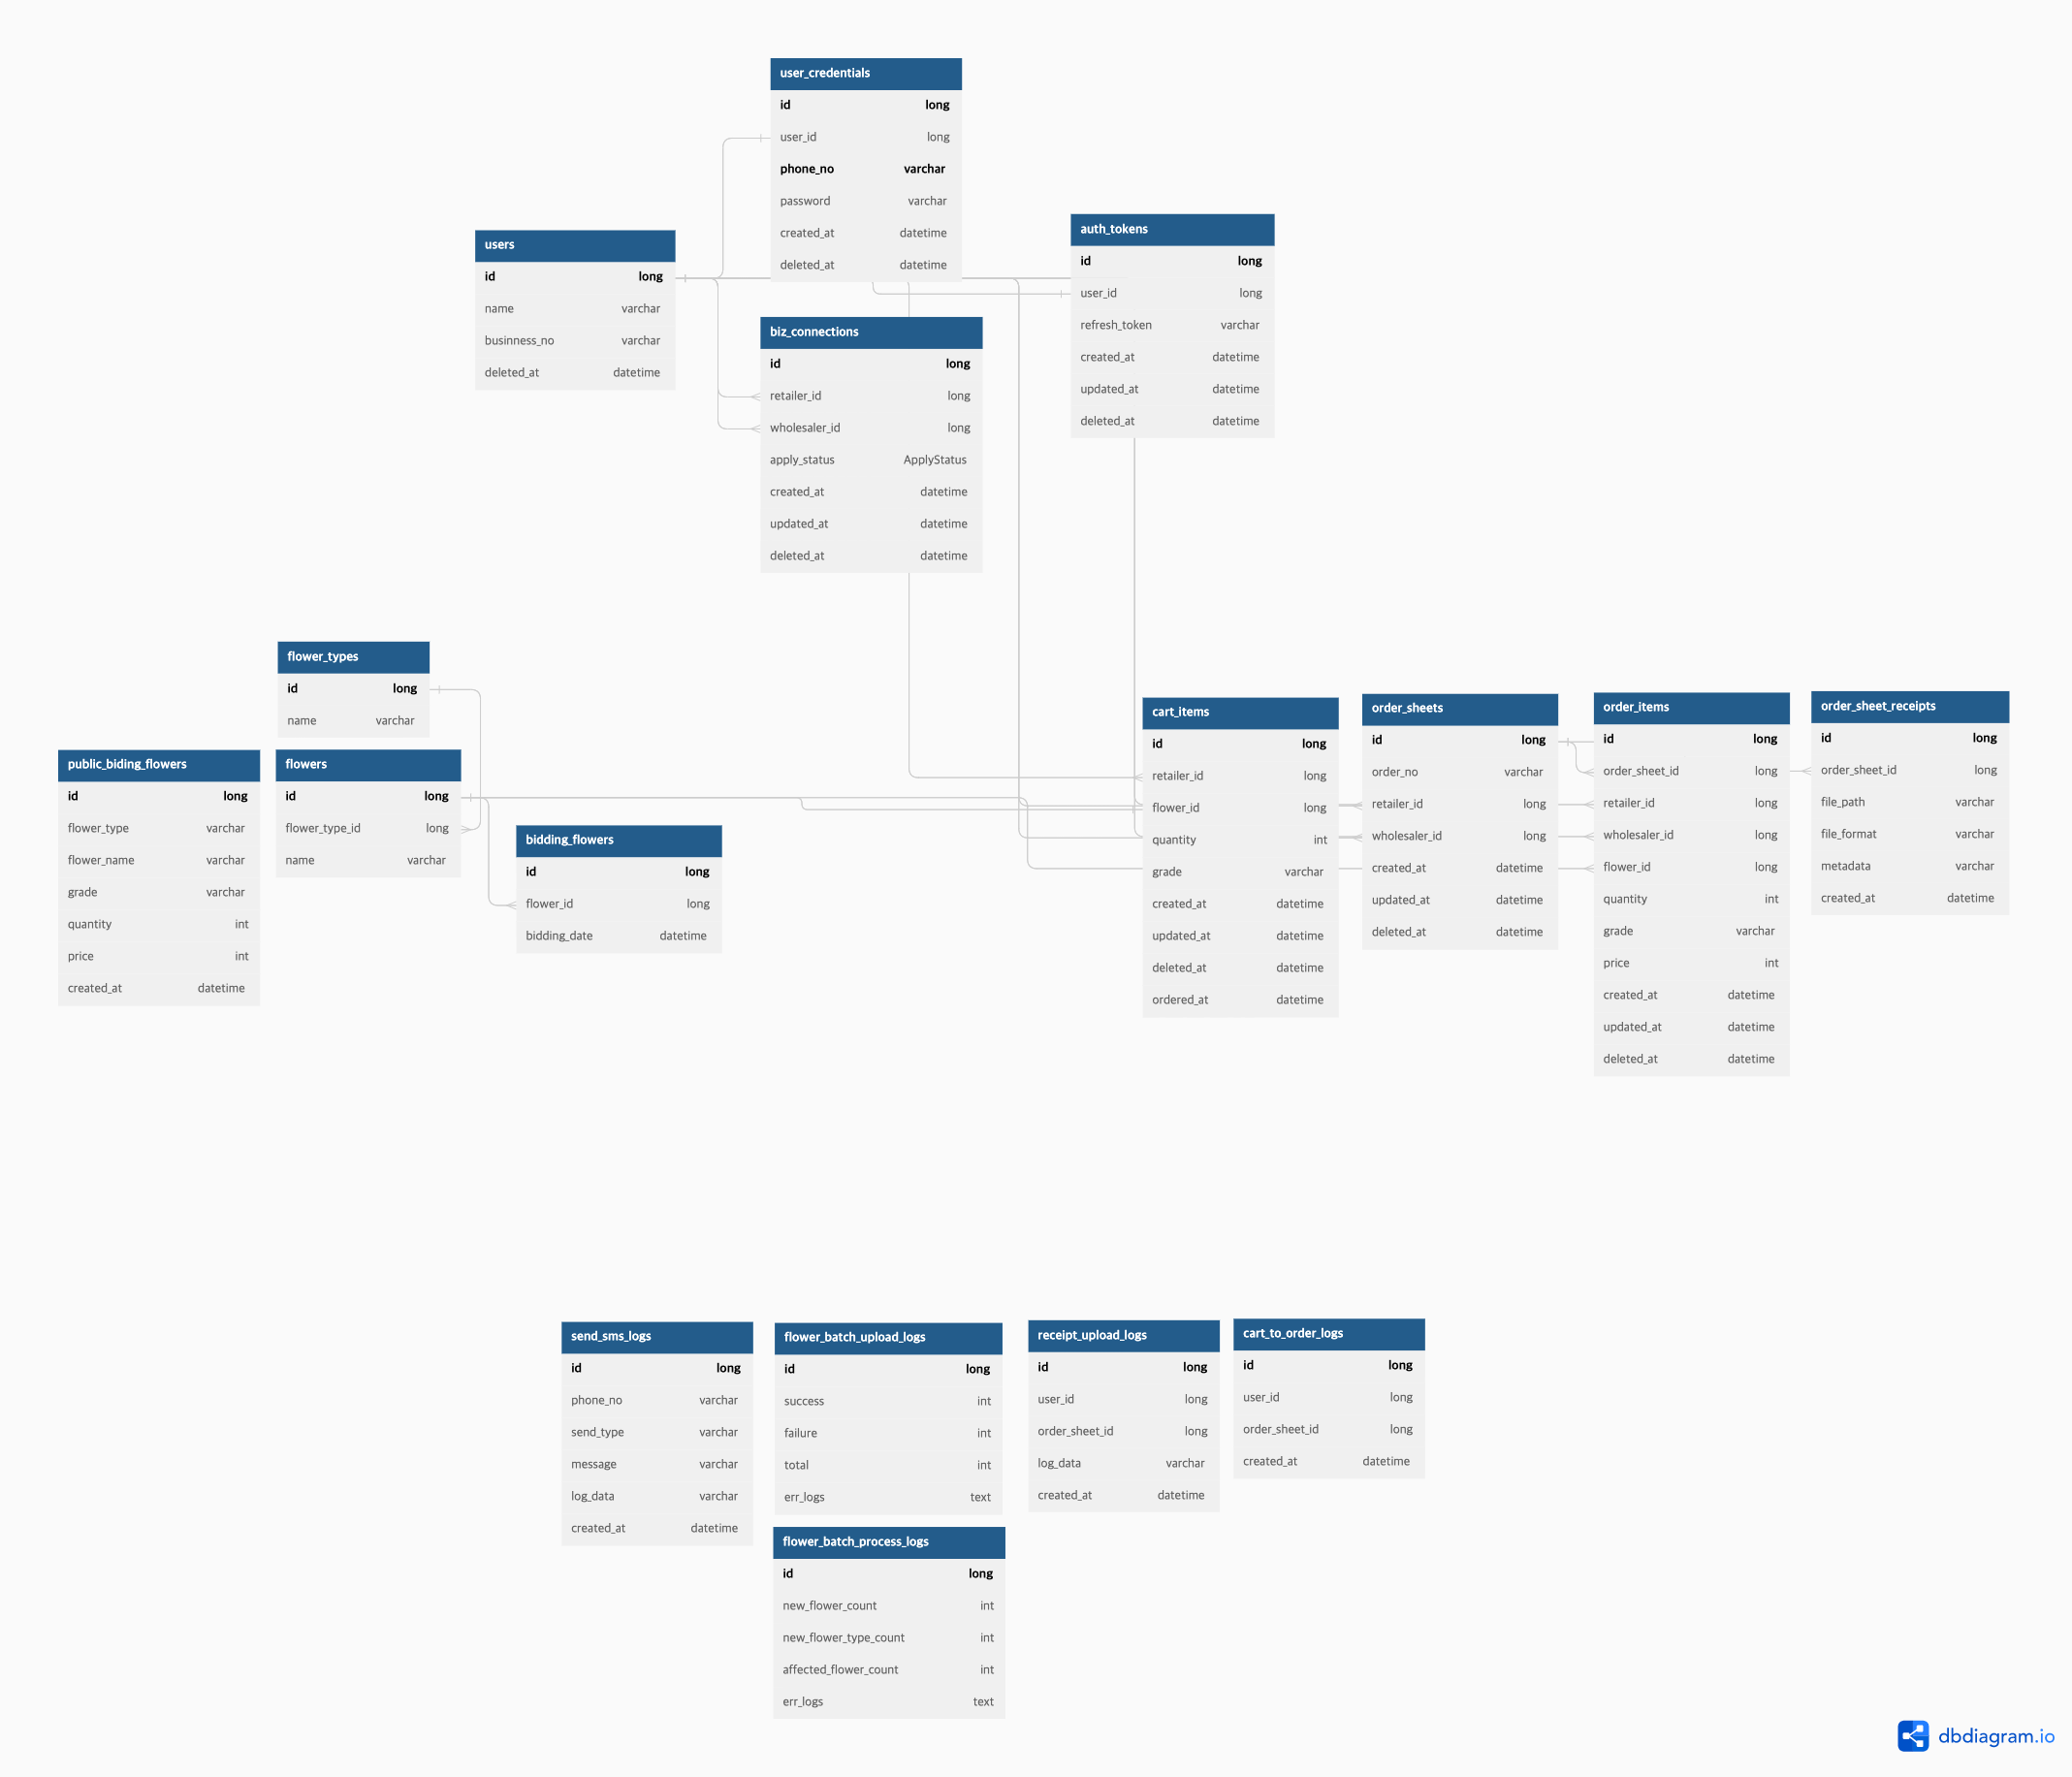 user_credentials
id long
user_id long
phone_no varchar
password varchar
created_at datetime
deleted_at datetime
users
id long
name varchar
businness_no varchar
deleted_at datetime
auth_tokens
id long
user_id long
refresh_token varchar
created_at datetime
updated_at datetime
deleted_at datetime
biz_connections
id long
retailer_id long
wholesaler_id long
apply_status ApplyStatus
created_at datetime
updated_at datetime
deleted_at datetime
flower_types
id long
name varchar
public_biding_flowers
id long
flower_type varchar
flower_name varchar
grade varchar
quantity int
price int
created_at datetime
flowers
id long
flower_type_id long
name varchar
bidding_flowers
id long
flower_id long
bidding_date datetime
cart_items
id long
retailer_id long
flower_id long
quantity int
grade varchar
created_at datetime
updated_at datetime
deleted_at datetime
ordered_at datetime
order_sheets
id long
order_no varchar
retailer_id long
wholesaler_id long
created_at datetime
updated_at datetime
deleted_at datetime
order_items
id long
order_sheet_id long
retailer_id long
wholesaler_id long
flower_id long
quantity int
grade varchar
price int
created_at datetime
updated_at datetime
deleted_at datetime
order_sheet_receipts
id long
order_sheet_id long
file_path varchar
file_format varchar
metadata varchar
created_at datetime
send_sms_logs
id long
phone_no varchar
send_type varchar
message varchar
log_data varchar
created_at datetime
flower_batch_upload_logs
id long
success int
failure int
total int
err_logs text
receipt_upload_logs
id long
user_id long
order_sheet_id long
log_data varchar
created_at datetime
cart_to_order_logs
id long
user_id long
order_sheet_id long
created_at datetime
flower_batch_process_logs
id long
new_flower_count int
new_flower_type_count int
affected_flower_count int
err_logs text
dbdiagram.io